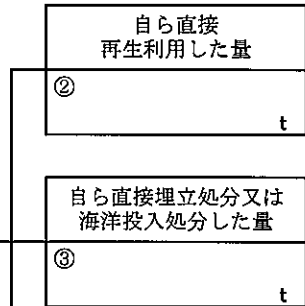 自ら直接
再生利用した量
②
t
自ら直接埋立処分又は
海洋投入処分した量
③
t